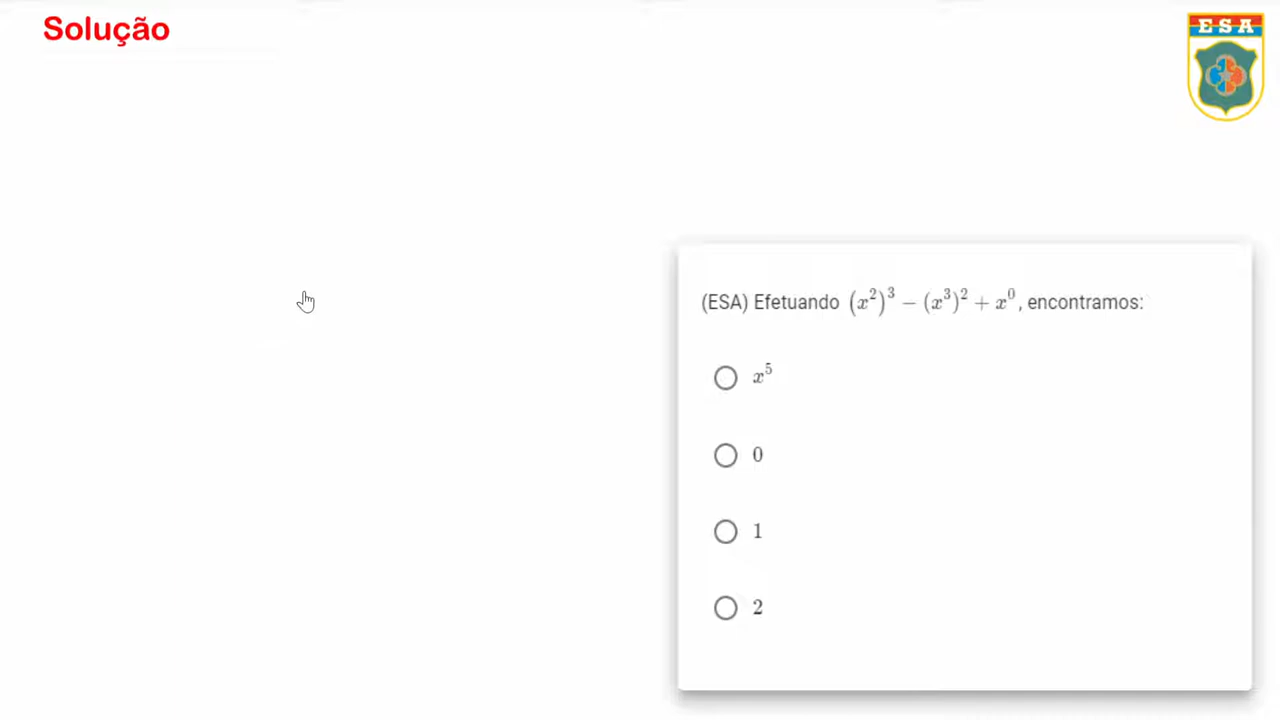 Solução
ESA
(ESA) Efetuando (x²)³ − (x³)² + x⁰, encontramos:
x⁵
0
1
2